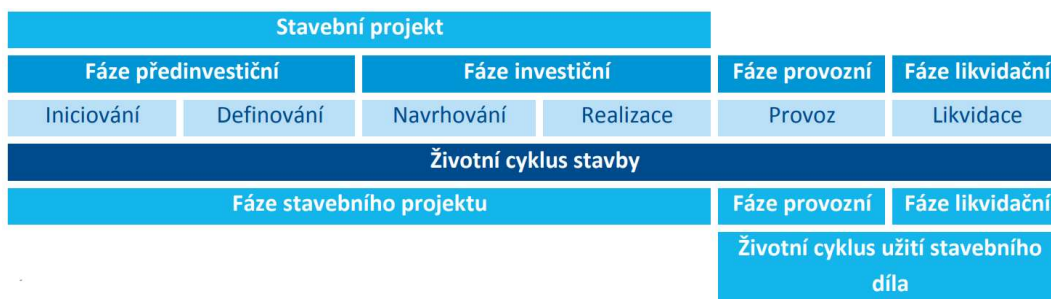 Stavební projekt
Fáze předinvestiční Fáze investiční Fáze provozní Fáze likvidační
Iniciování Definování Navrhování Realizace Provoz Likvidace
Životní cyklus stavby
Fáze stavebního projektu Fáze provozní Fáze likvidační
Životní cyklus užití stavebního
díla